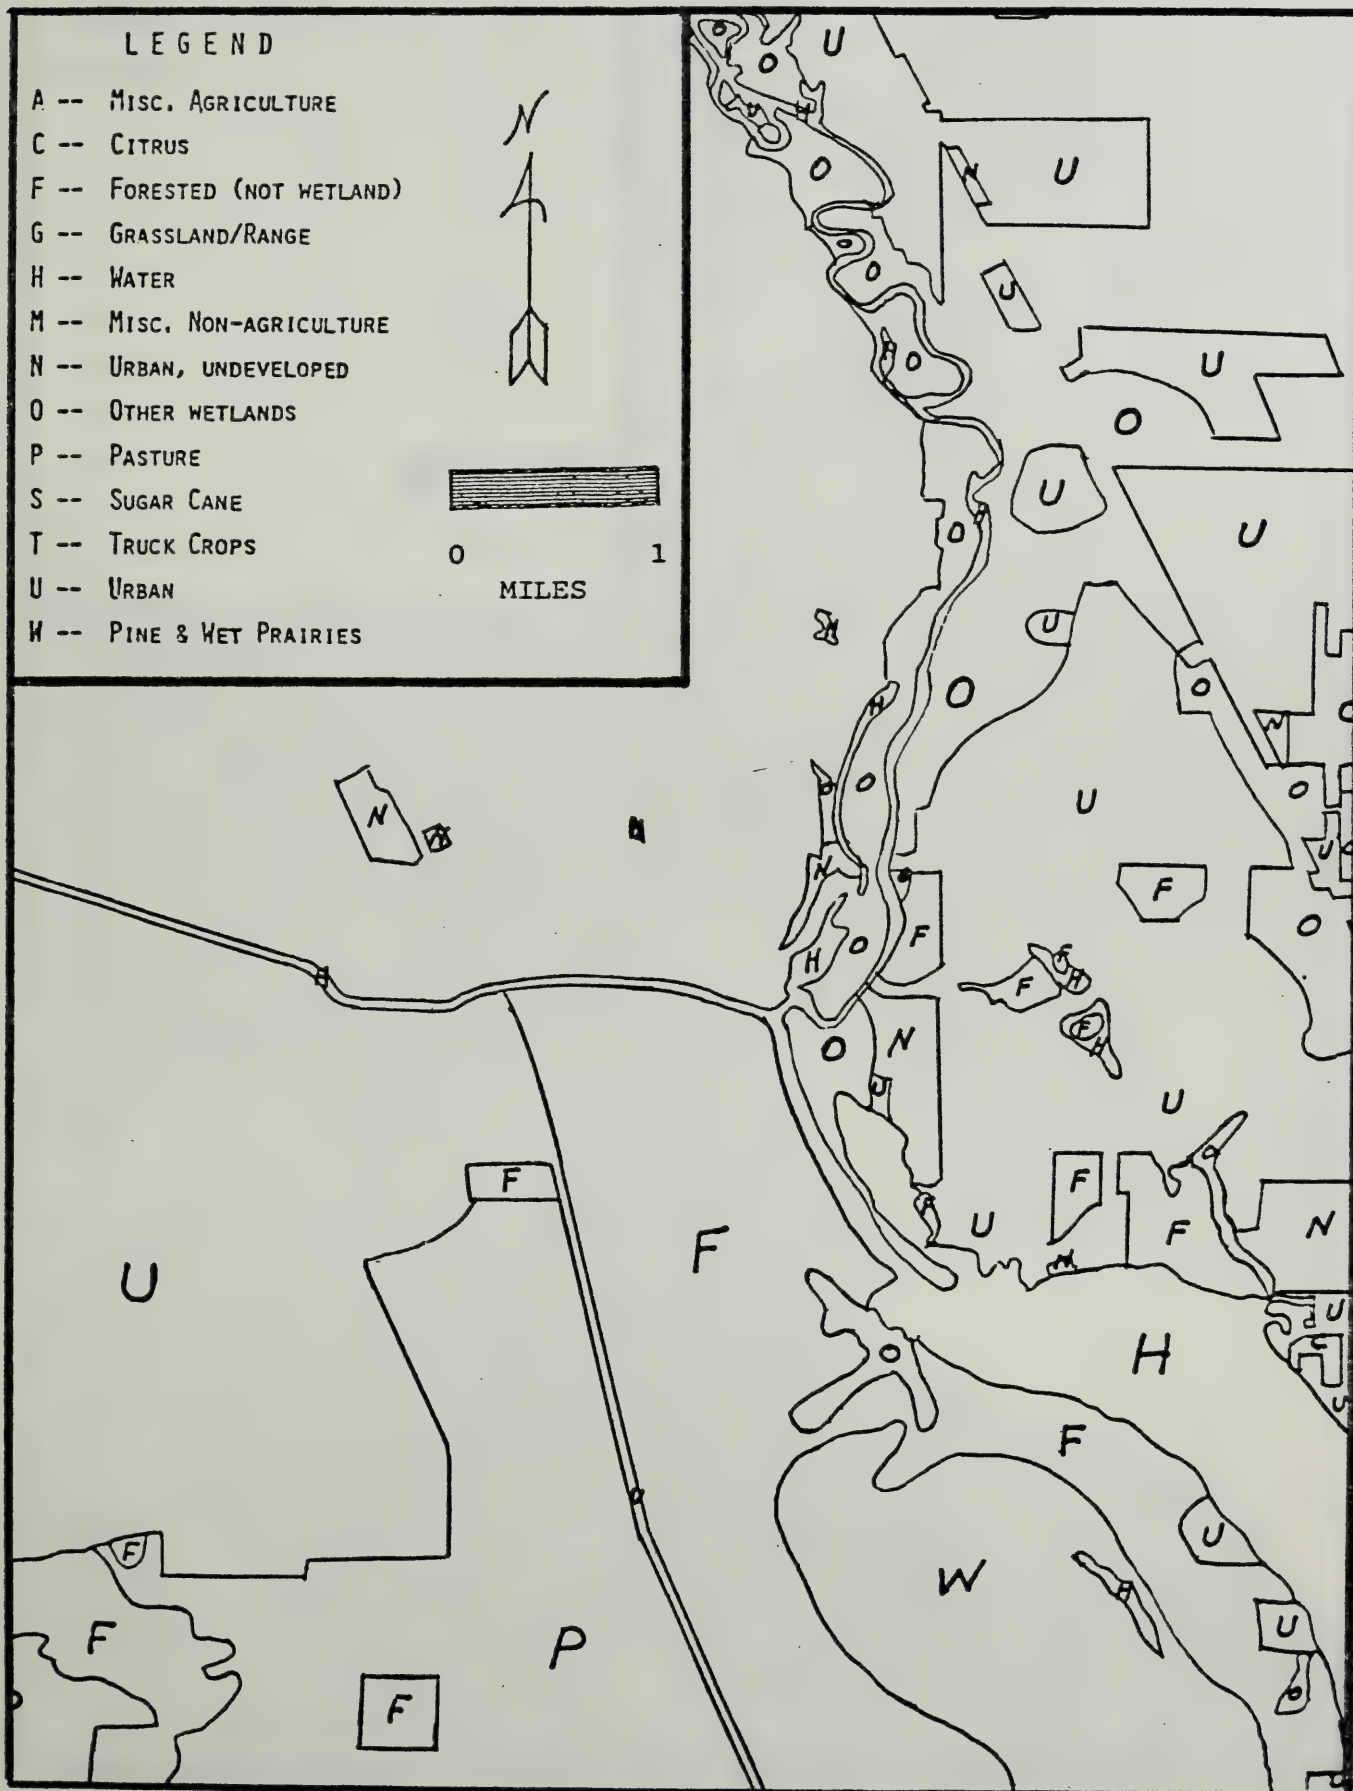 LEGEND
A -- MISC. AGRICULTURE
C -- CITRUS
F -- FORESTED (NOT WETLAND)
G -- GRASSLAND/RANGE
H -- WATER
M -- MISC. NON-AGRICULTURE
N -- URBAN, UNDEVELOPED
O -- OTHER WETLANDS
P -- PASTURE
S -- SUGAR CANE
T -- TRUCK CROPS
U -- URBAN
W -- PINE & WET PRAIRIES
N
0 1
MILES
O
U
O
H
O
N U
O
O
U
H O
U
O
U
U
O
H
U
O
O
H
N
O
U
N
O
U
N
F
O
F
O
H
F
H
F
F
H
O
N
U
U
F
F
F
O
U
F
N
U
H
O
F
U
F
W
H
U
F
P
U
F
O